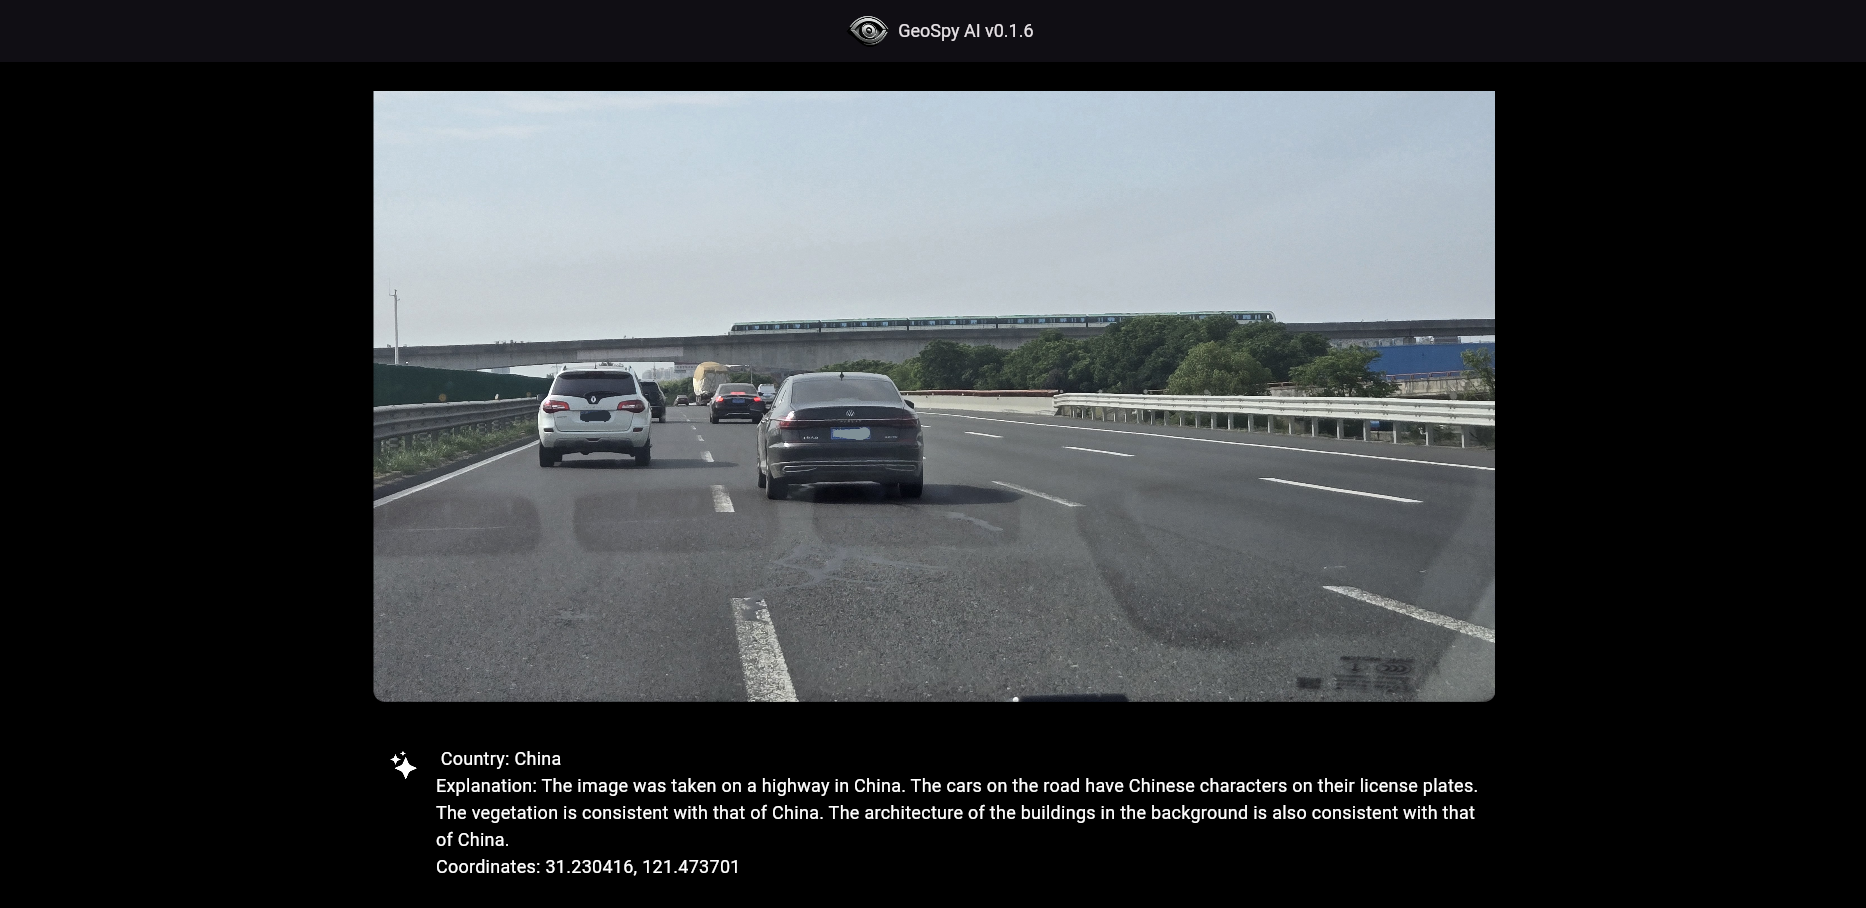 GeoSpy AI v0.1.6
Country: China
Explanation: The image was taken on a highway in China. The cars on the road have Chinese characters on their license plates.
The vegetation is consistent with that of China. The architecture of the buildings in the background is also consistent with that
of China.
Coordinates: 31.230416, 121.473701